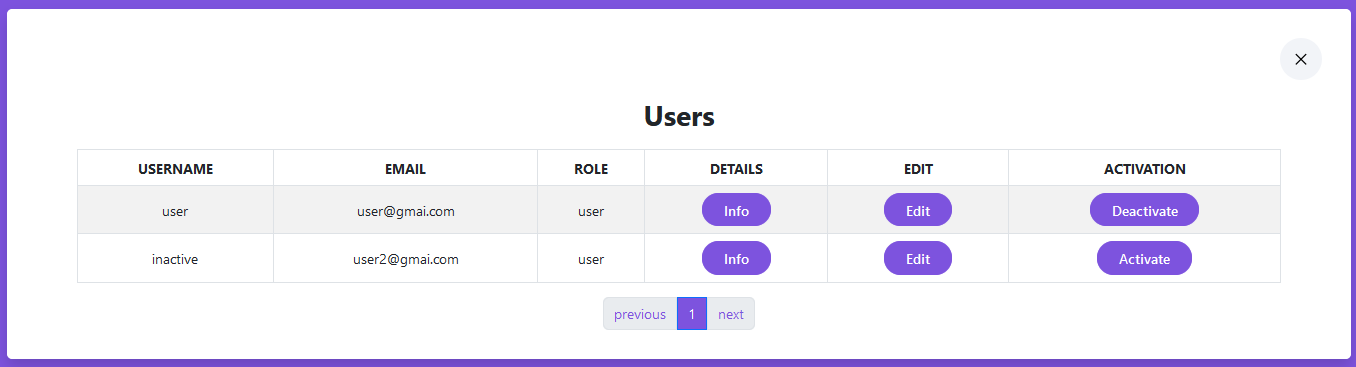 Users
USERNAME EMAIL ROLE DETAILS EDIT ACTIVATION
user user@gmai.com user Info Edit Deactivate
inactive user2@gmai.com user Info Edit Activate
previous 1 next